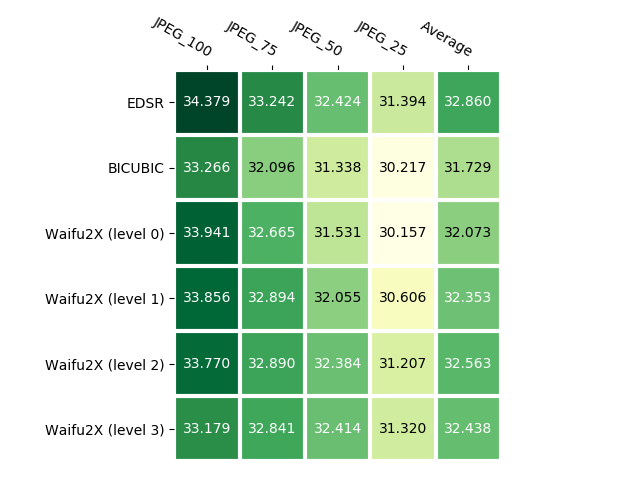 JPEG_100 JPEG_75 JPEG_50 JPEG_25 Average
EDSR 34.379 33.242 32.424 31.394 32.860
BICUBIC 33.266 32.096 31.338 30.217 31.729
Waifu2X (level 0) 33.941 32.665 31.531 30.157 32.073
Waifu2X (level 1) 33.856 32.894 32.055 30.606 32.353
Waifu2X (level 2) 33.770 32.890 32.384 31.207 32.563
Waifu2X (level 3) 33.179 32.841 32.414 31.320 32.438